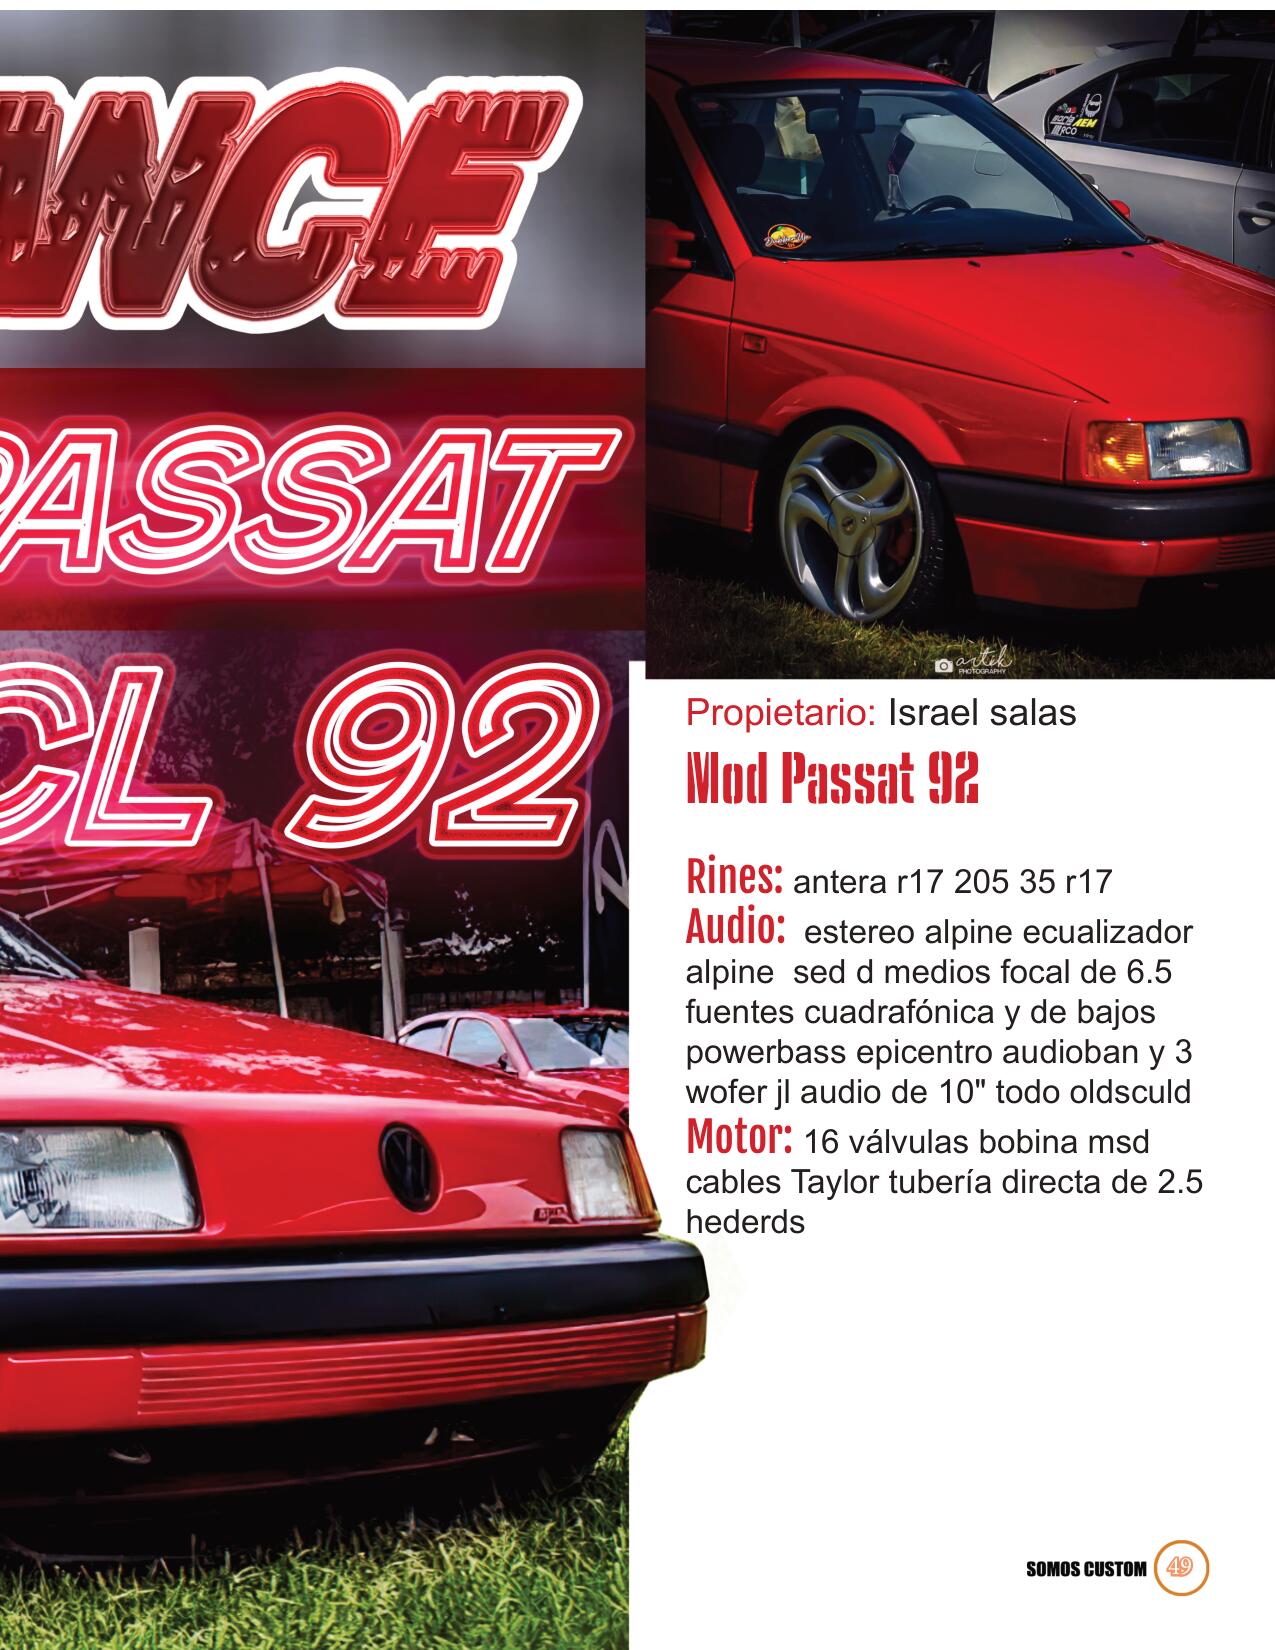 ANCE
PASSAT
CL 92
artek
PHOTOGRAPHY
Propietario: Israel salas
Mod Passat 92
Rines: antera r17 205 35 r17
Audio: estereo alpine ecualizador
alpine sed d medios focal de 6.5
fuentes cuadrafónica y de bajos
powerbass epicentro audioban y 3
wofer jl audio de 10" todo oldsculd
Motor: 16 válvulas bobina msd
cables Taylor tubería directa de 2.5
hederds
SOMOS CUSTOM 49